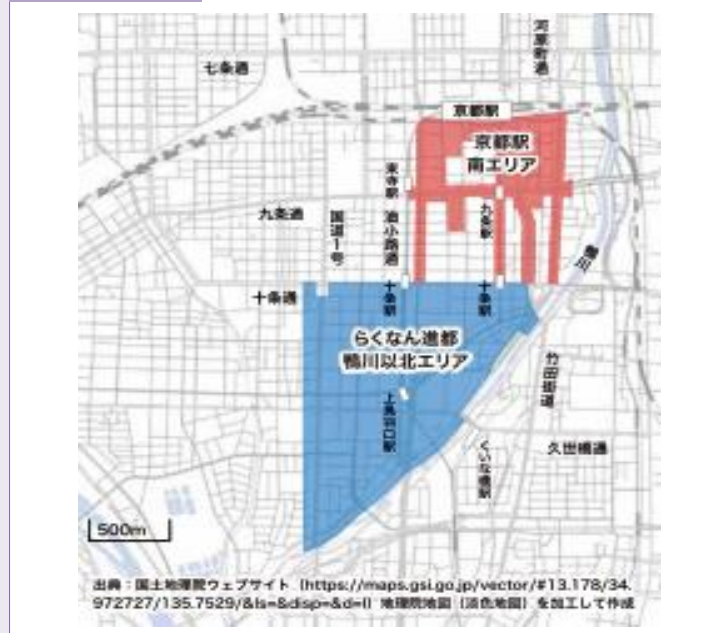 河原町通
七条通
京都駅
京都駅
南エリア
東寺駅
九条通
国道1号
油小路通
九条駅
鴨川
十条通
十条駅
十条駅
らくなん進都
鴨川以北エリア
竹田街道
上鳥羽口駅
くいな橋駅
久世橋通
500m
出典：国土地理院ウェブサイト（https://maps.gsi.go.jp/vector/#13.178/34.
972727/135.7529/&ls=&disp=&d=l）地理院地図（淡色地図）を加工して作成